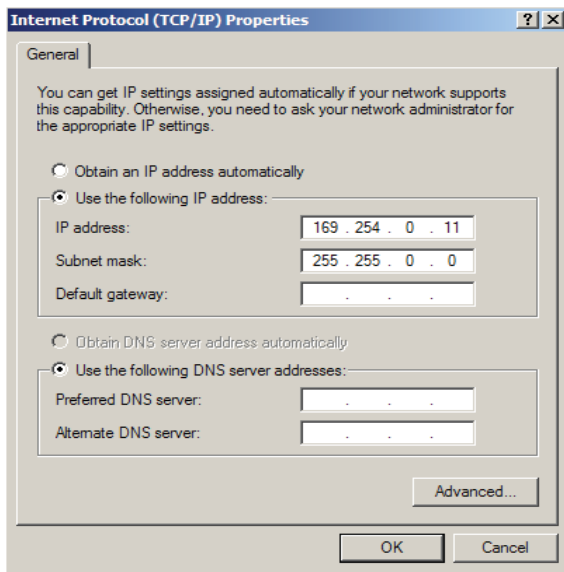 Internet Protocol (TCP/IP) Properties
General
You can get IP settings assigned automatically if your network supports
this capability. Otherwise, you need to ask your network administrator for
the appropriate IP settings.
Obtain an IP address automatically
Use the following IP address:
IP address: 169 . 254 . 0 . 11
Subnet mask: 255 . 255 . 0 . 0
Default gateway: . . .
Obtain DNS server address automatically
Use the following DNS server addresses:
Preferred DNS server: . . .
Alternate DNS server: . . .
Advanced...
OK Cancel